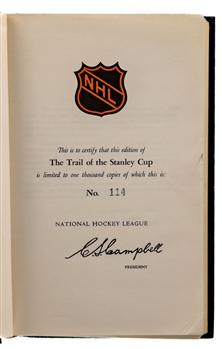 NHL
This is to certify that this edition of
The Trail of the Stanley Cup
is limited to one thousand copies of which this is:
No. 114
NATIONAL HOCKEY LEAGUE
C S Campbell
PRESIDENT